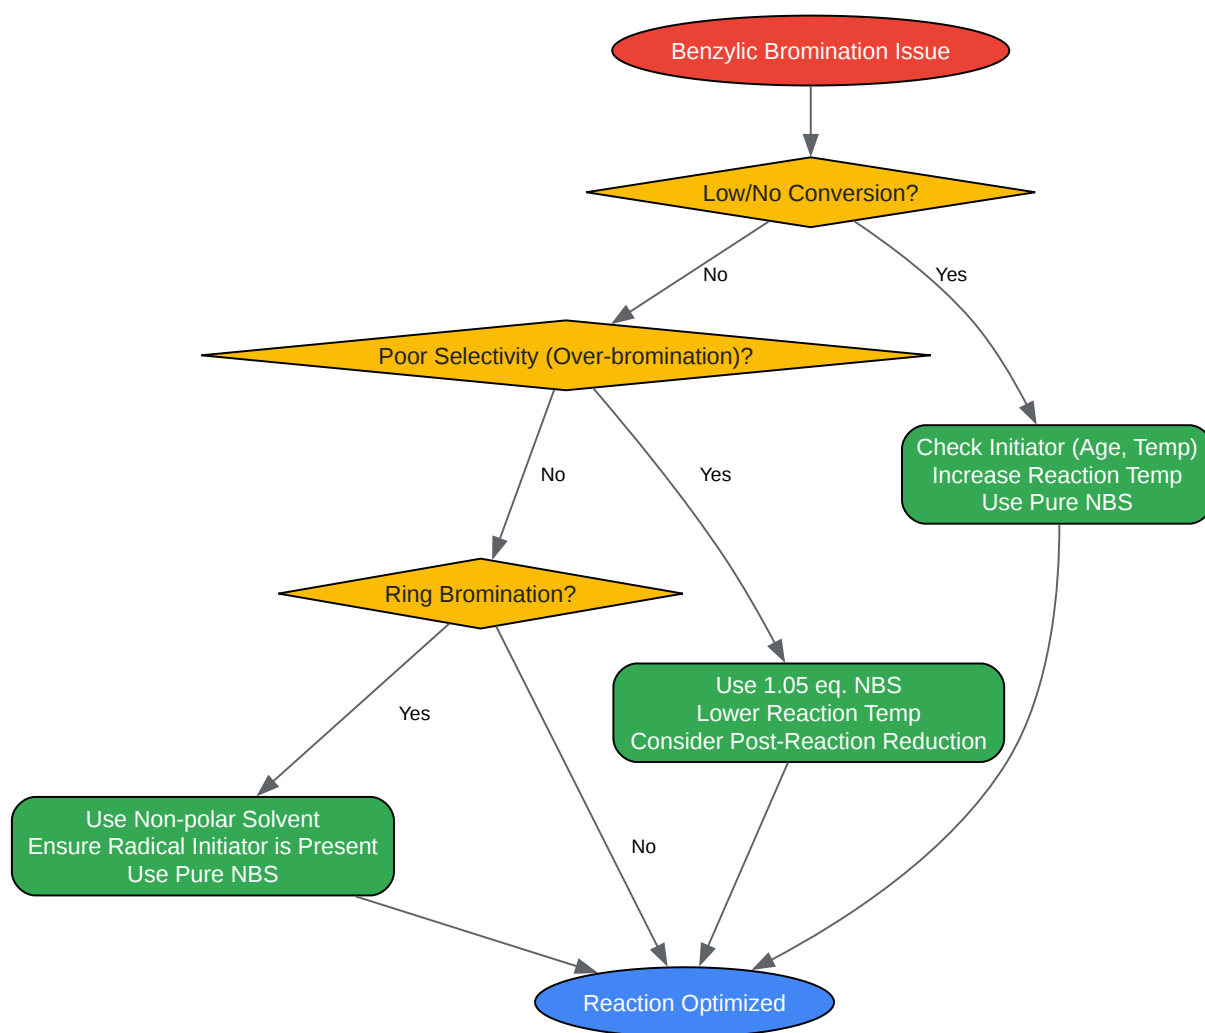 Benzylic Bromination Issue
Low/No Conversion?
No
Yes
Poor Selectivity (Over-bromination)?
Check Initiator (Age, Temp)
Increase Reaction Temp
Use Pure NBS
No
Yes
Ring Bromination?
Use 1.05 eq. NBS
Lower Reaction Temp
Consider Post-Reaction Reduction
Yes
Use Non-polar Solvent
Ensure Radical Initiator is Present
Use Pure NBS
No
Reaction Optimized